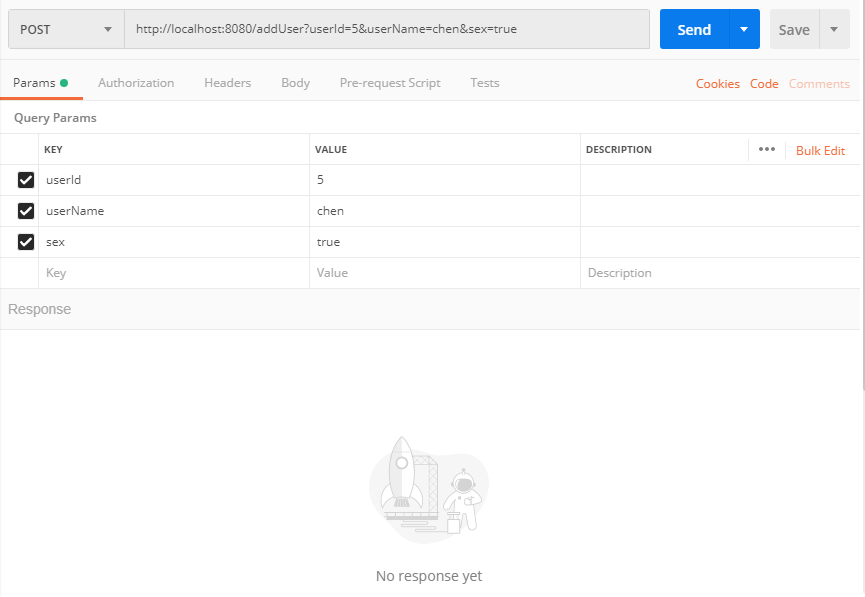 POST http://localhost:8080/addUser?userId=5&userName=chen&sex=true Send Save
Params Authorization Headers Body Pre-request Script Tests Cookies Code Comments
Query Params
KEY VALUE DESCRIPTION ••• Bulk Edit
userId 5
userName chen
sex true
Key Value Description
Response
No response yet